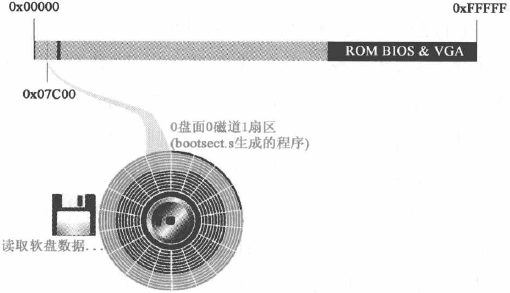 0x00000
0xFFFFF
ROM BIOS & VGA
0x07C00
0盘面0磁道1扇区
(bootsect.s生成的程序)
读取软盘数据...